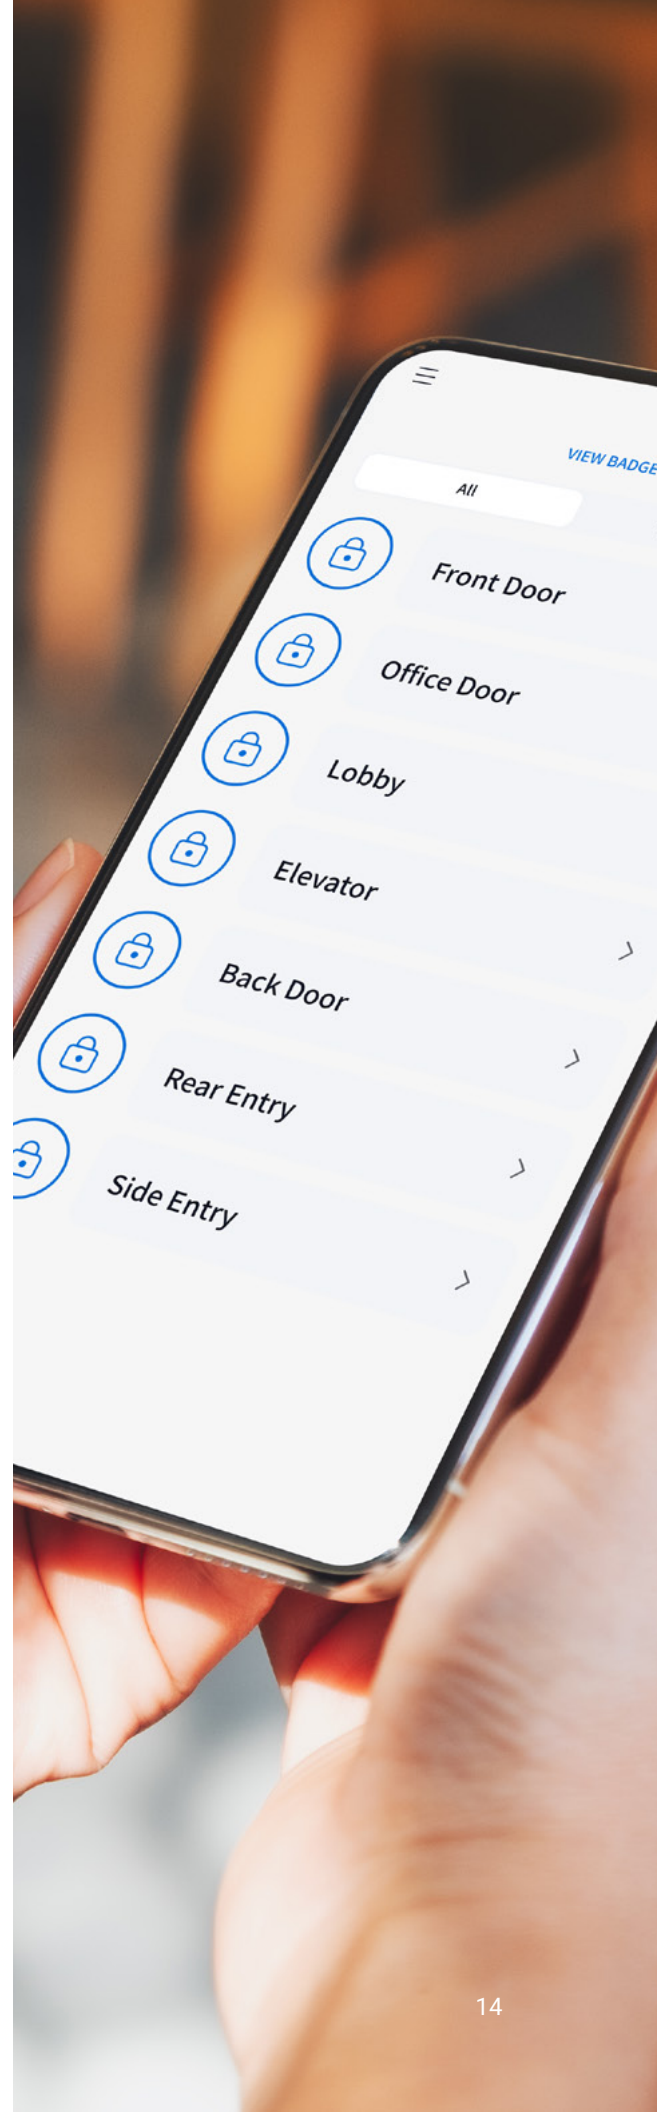 VIEW BADGE
All
Front Door
Office Door
Lobby
Elevator
Back Door
Rear Entry
Side Entry
14